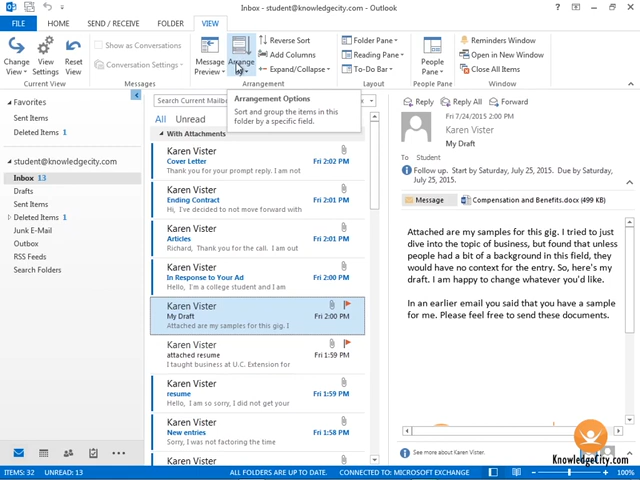 Inbox - student@knowledgecity.com - Outlook
FILE HOME SEND / RECEIVE FOLDER VIEW
Change View
View Settings
Reset View
Show as Conversations
Conversation Settings
Messages
Message Preview
Arrange By
Reverse Sort
Add Columns
Expand/Collapse
Arrangement
Folder Pane
Reading Pane
To-Do Bar
Layout
People Pane
People Pane
Reminders Window
Open in New Window
Close All Items
Window
Arrangement Options
Sort and group the items in this
folder by a specific field.
Favorites
Sent Items
Deleted Items 1
student@knowledgecity.com
Inbox 13
Drafts
Sent Items
Deleted Items 1
Junk E-Mail
Outbox
RSS Feeds
Search Folders
Search Current Mailbo
All
With Attachments
Karen Vister
Cover Letter Fri 2:02 PM
Thank you for your prompt reply. I am not
Karen Vister
Ending Contract Fri 2:01 PM
Hi, I've decided to not move forward with
Karen Vister
Articles Fri 2:01 PM
Richard, Thank you for the call. I am out
Karen Vister
In Response to Your Ad Fri 2:00 PM
Hello, I'm a college student and I am
Karen Vister
My Draft Fri 2:00 PM
Attached are my samples for this gig. I
Karen Vister
attached resume Fri 1:59 PM
I taught business at U.C. Extension for
Karen Vister
resume Fri 1:59 PM
Hello, I am so sorry, I did not get your
Karen Vister
New entries Fri 1:58 PM
Sorry, I was not factoring the time
Karen Vister
Reply Reply All Forward
Fri 7/24/2015 2:00 PM
Karen Vister
My Draft
To Student
Follow up. Start by Saturday, July 25, 2015. Due by Saturday,
July 25, 2015.
Message Compensation and Benefits.docx (499 KB)
Attached are my samples for this gig. I tried to just
dive into the topic of business, but found that unless
people had a bit of a background in this field, they
would have no context for the entry. So, here's my
draft. I am happy to change whatever you'd like.
In an earlier email you said that you have a sample
for me. Please feel free to send these documents.
See more about Karen Vister.
KnowledgeCity.com
ITEMS: 32 UNREAD: 13 ALL FOLDERS ARE UP TO DATE. CONNECTED TO: MICROSOFT EXCHANGE 100%